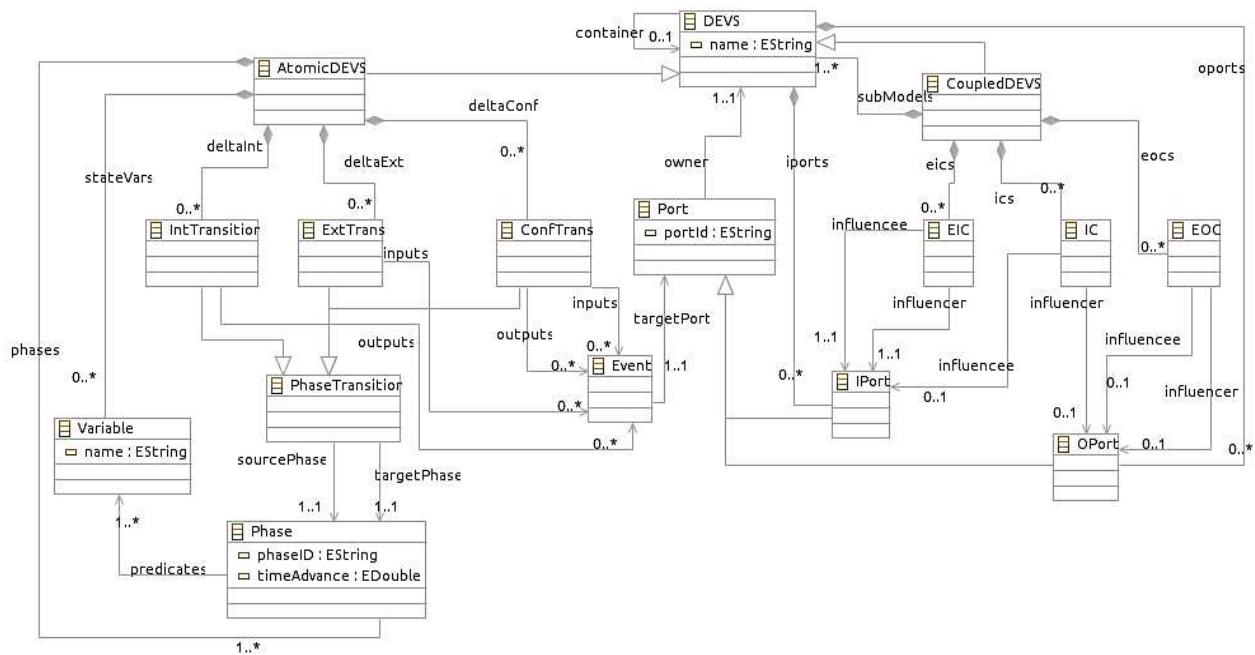 DEVS
container
0..1
name : EString
AtomicDEVS
1..*
oports
CoupledDEVS
subModels
1..1
deltaConf
deltaInt
0..*
deltaExt
owner
iports
eics
eocs
stateVars
ics
0..*
0..*
0..*
0..*
Port
IntTransition
ExtTrans
ConfTrans
influencee
EIC
IC
EOC
portId : EString
0..*
inputs
inputs
influencer
influencer
targetPort
outputs
outputs
1..1
influencee
phases
0..*
1..1
Event
1..1
influencee
0..*
0..*
PhaseTransition
0..*
IPort
0..1
0..1
influencer
0..*
0..1
Variable
0..*
OPort
0..1
0..*
name : EString
sourcePhase
targetPhase
1..1
1..1
1..*
Phase
phaseID : EString
predicates
timeAdvance : EDouble
1..*